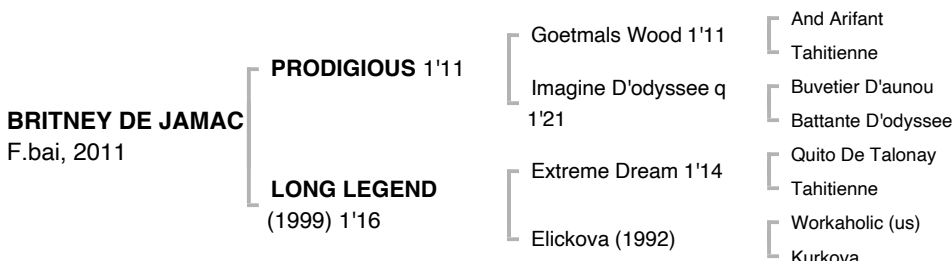 BRITNEY DE JAMAC
F.bai, 2011
PRODIGIOUS 1'11
LONG LEGEND
(1999) 1'16
Goetmals Wood 1'11
Imagine D'odyssee q
1'21
Extreme Dream 1'14
Elickova (1992)
And Arifant
Tahitienne
Buvetier D'aunou
Battante D'odyssee
Quito De Talonay
Tahitienne
Workaholic (us)
Kurkova